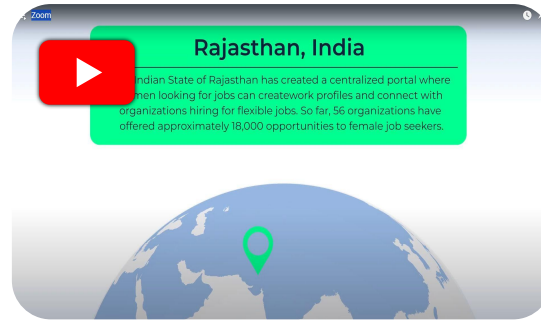 Zoom
Rajasthan, India
Indian State of Rajasthan has created a centralized portal where
men looking for jobs can creatework profiles and connect with
organizations hiring for flexible jobs. So far, 56 organizations have
offered approximately 18,000 opportunities to female job seekers.